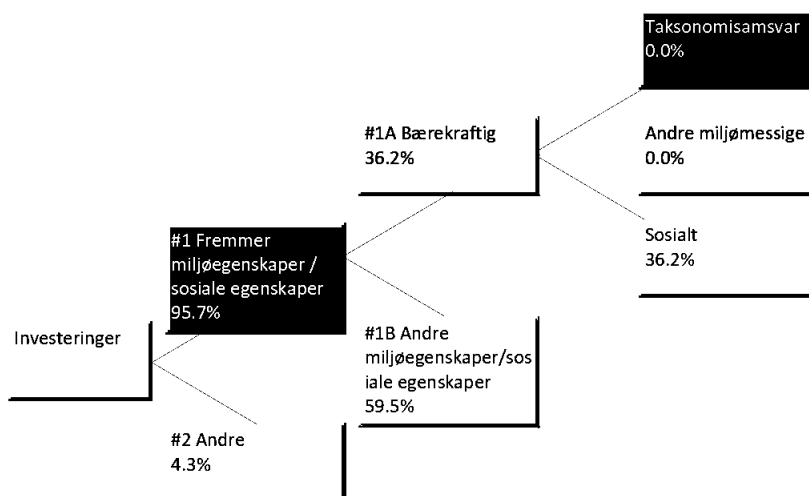 Taksonomisamsvar
0.0%
#1A Bærekraftig
36.2%
Andre miljømessige
0.0%
#1 Fremmer
miljøegenskaper /
sosiale egenskaper
95.7%
Sosialt
36.2%
Investeringer
#1B Andre
miljøegenskaper/sos
iale egenskaper
59.5%
#2 Andre
4.3%